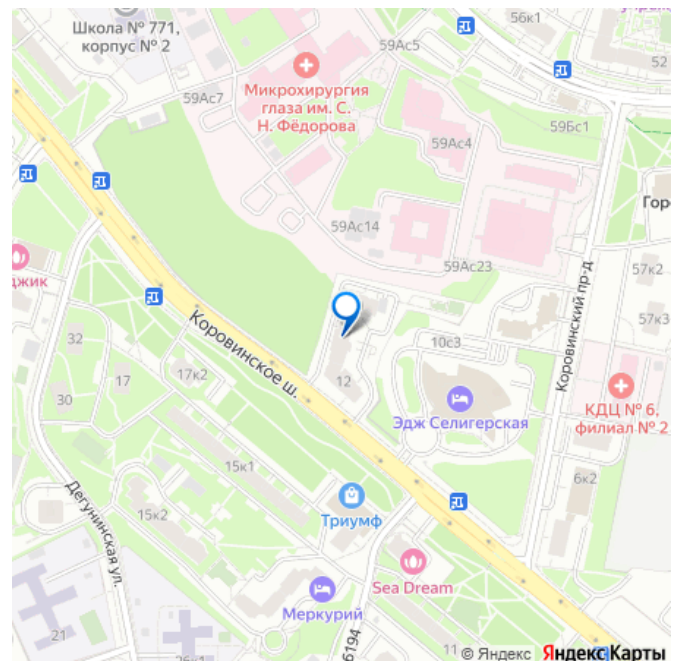 56к1
Школа № 771,
корпус № 2
52
59Ас5
59Ас7
Микрохирургия
глаза им. С.
Н. Фёдорова
59Бс1
59Ас4
Гор
59Ас14
59Ас23
57к2
джик
Коровинский пр-д
57к3
Коровинское ш.
32
10с3
17
17к2
12
30
КДЦ № 6,
филиал № 2
Эдж Селигерская
15к1
6к2
Дегунинская ул.
15к2
Триумф
Sea Dream
Меркурий
6194
21
11
26к1
© Яндекс Яндекс Карты